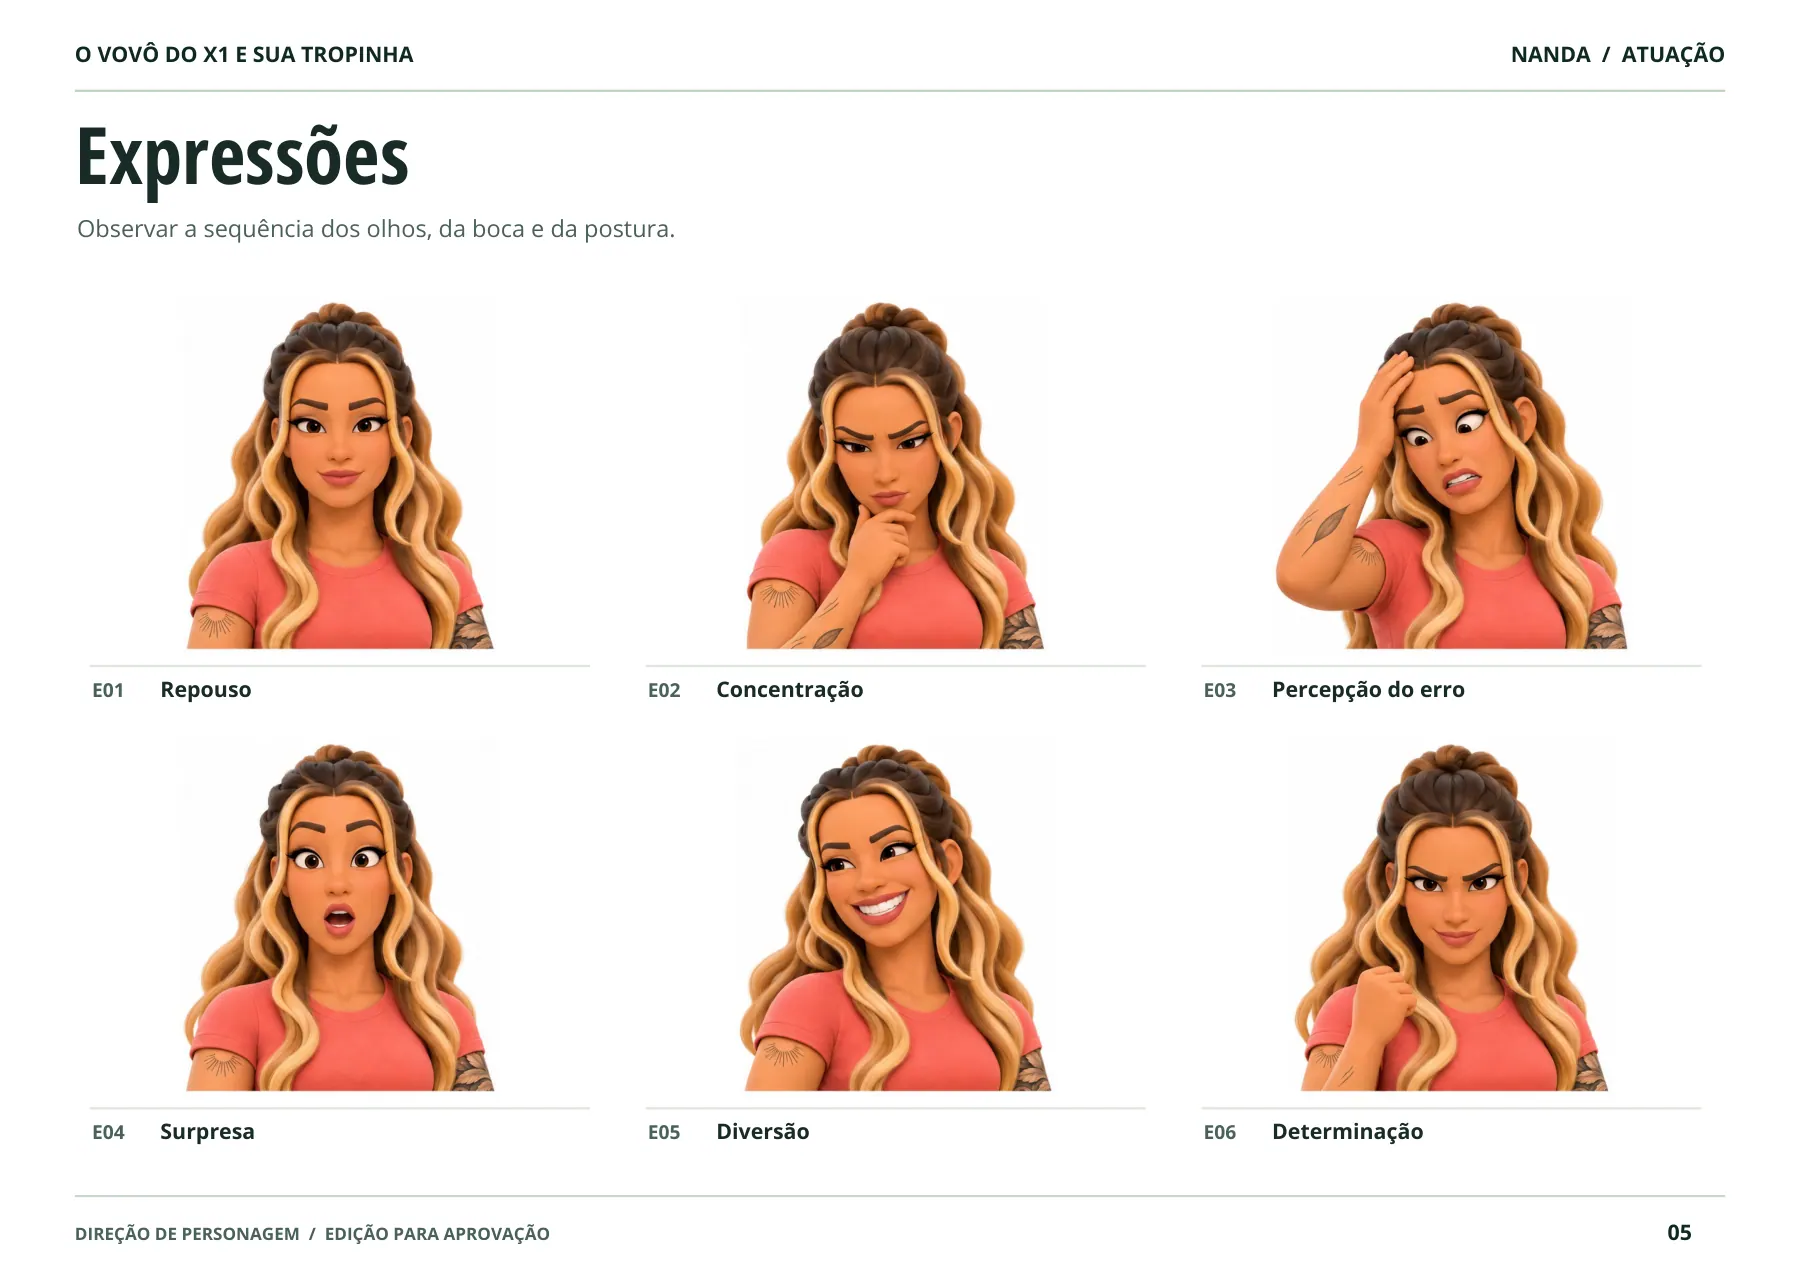 O VOVÔ DO X1 E SUA TROPINHA
NANDA / ATUAÇÃO
Expressões
Observar a sequência dos olhos, da boca e da postura.
E01 Repouso
E02 Concentração
E03 Percepção do erro
E04 Surpresa
E05 Diversão
E06 Determinação
DIREÇÃO DE PERSONAGEM / EDIÇÃO PARA APROVAÇÃO
05